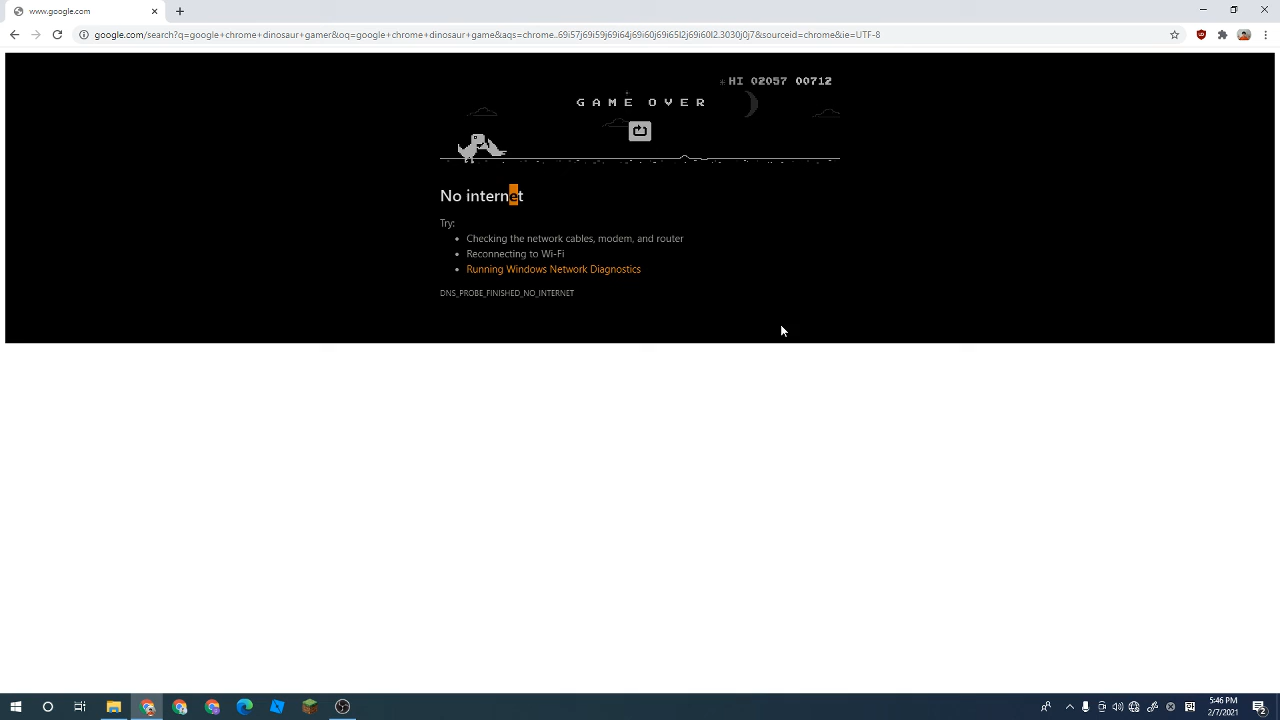 www.google.com
google.com/search?q=google+chrome+dinosaur+gamer&oq=google+chrome+dinosaur+game&aqs=chrome..69i57j69i59j69i64j69i60j69i65l2j69i60l2.3030j0j7&sourceid=chrome&ie=UTF-8
HI 02057 00712
GAME OVER
No internet
Try:
Checking the network cables, modem, and router
Reconnecting to Wi-Fi
Running Windows Network Diagnostics
DNS_PROBE_FINISHED_NO_INTERNET
5:46 PM
2/7/2021